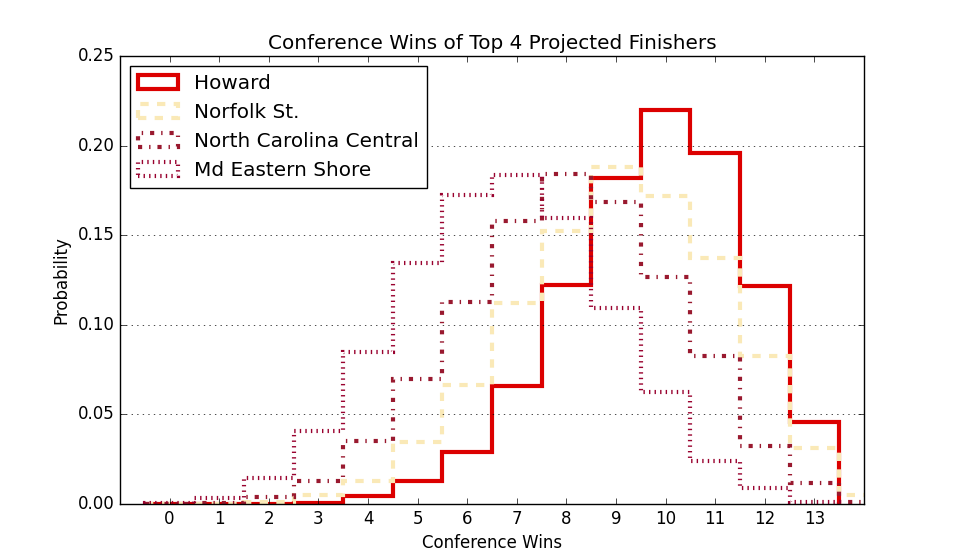 Conference Wins of Top 4 Projected Finishers
0.25
0.20
0.15
0.10
0.05
0.00
Probability
Howard
Norfolk St.
North Carolina Central
Md Eastern Shore
0 1 2 3 4 5 6 7 8 9 10 11 12 13
Conference Wins